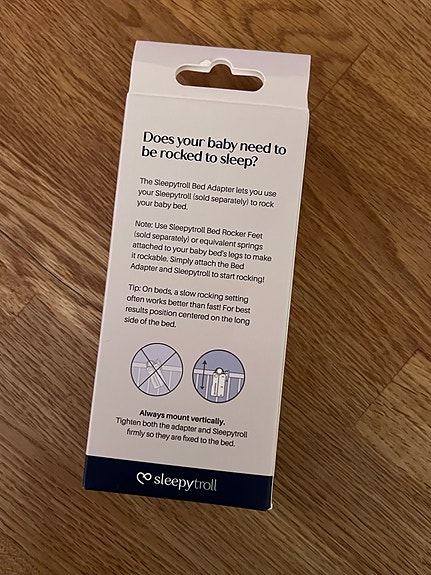 Does your baby need to
be rocked to sleep?
The Sleepytroll Bed Adapter lets you use
your Sleepytroll (sold separately) to rock
your baby bed.
Note: Use Sleepytroll Bed Rocker Feet
(sold separately) or equivalent springs
attached to your baby bed's legs to make
it rockable. Simply attach the Bed
Adapter and Sleepytroll to start rocking!
Tip: On beds, a slow rocking setting
often works better than fast! For best
results position centered on the long
side of the bed.
Always mount vertically.
Tighten both the adapter and Sleepytroll
firmly so they are fixed to the bed.
sleepytroll